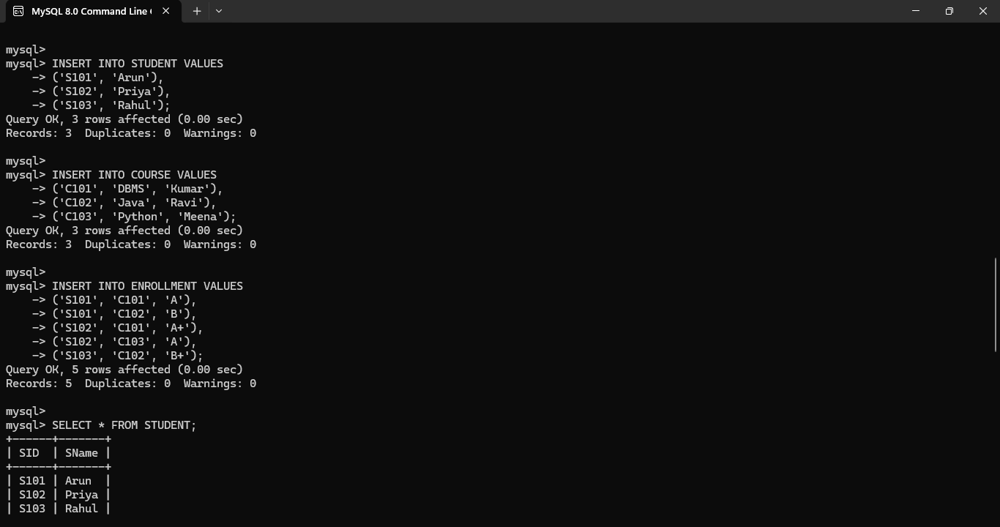 MySQL 8.0 Command Line
mysql>
mysql> INSERT INTO STUDENT VALUES
    -> ('S101', 'Arun'),
    -> ('S102', 'Priya'),
    -> ('S103', 'Rahul');
Query OK, 3 rows affected (0.00 sec)
Records: 3  Duplicates: 0  Warnings: 0
mysql>
mysql> INSERT INTO COURSE VALUES
    -> ('C101', 'DBMS', 'Kumar'),
    -> ('C102', 'Java', 'Ravi'),
    -> ('C103', 'Python', 'Meena');
Query OK, 3 rows affected (0.00 sec)
Records: 3  Duplicates: 0  Warnings: 0
mysql>
mysql> INSERT INTO ENROLLMENT VALUES
    -> ('S101', 'C101', 'A'),
    -> ('S101', 'C102', 'B'),
    -> ('S102', 'C101', 'A+'),
    -> ('S102', 'C103', 'A'),
    -> ('S103', 'C102', 'B+');
Query OK, 5 rows affected (0.00 sec)
Records: 5  Duplicates: 0  Warnings: 0
mysql>
mysql> SELECT * FROM STUDENT;
+------+-------+
| SID  | SName |
+------+-------+
| S101 | Arun  |
| S102 | Priya |
| S103 | Rahul |